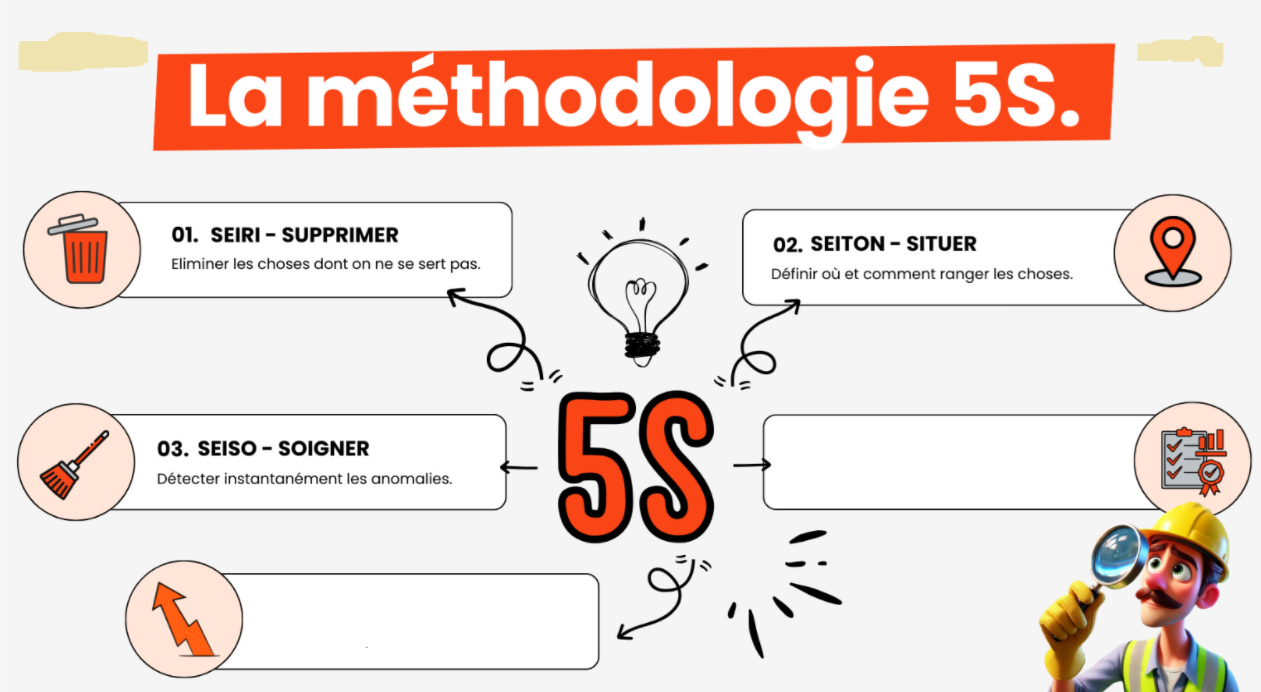 La méthodologie 5S.
01. SEIRI - SUPPRIMER
Eliminer les choses dont on ne se sert pas.
02. SEITON - SITUER
Définir où et comment ranger les choses.
03. SEISO - SOIGNER
Détecter instantanément les anomalies.
5S